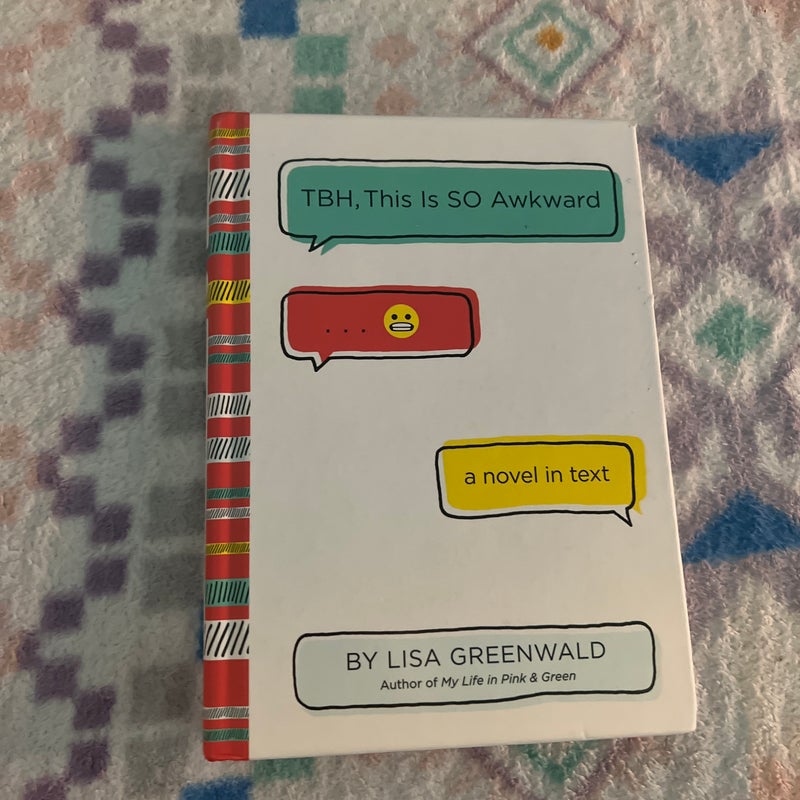 TBH, This Is SO Awkward
. . . 😬
a novel in text
BY LISA GREENWALD
Author of My Life in Pink & Green